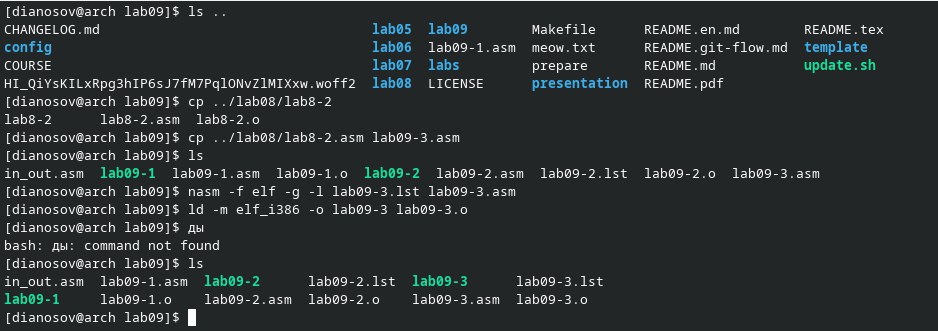 [dianosov@arch lab09]$ ls ..
CHANGELOG.md lab05 lab09 Makefile README.en.md README.tex
config lab06 lab09-1.asm meow.txt README.git-flow.md template
COURSE lab07 labs prepare README.md update.sh
HI_QiYsKILxRpg3hIP6sJ7fM7PqlONvZlMIXxw.woff2 lab08 LICENSE presentation README.pdf
[dianosov@arch lab09]$ cp ../lab08/lab8-2
lab8-2 lab8-2.asm lab8-2.o
[dianosov@arch lab09]$ cp ../lab08/lab8-2.asm lab09-3.asm
[dianosov@arch lab09]$ ls
in_out.asm lab09-1 lab09-1.asm lab09-1.o lab09-2 lab09-2.asm lab09-2.lst lab09-2.o lab09-3.asm
[dianosov@arch lab09]$ nasm -f elf -g -l lab09-3.lst lab09-3.asm
[dianosov@arch lab09]$ ld -m elf_i386 -o lab09-3 lab09-3.o
[dianosov@arch lab09]$ ды
bash: ды: command not found
[dianosov@arch lab09]$ ls
in_out.asm lab09-1.asm lab09-2 lab09-2.lst lab09-3 lab09-3.lst
lab09-1 lab09-1.o lab09-2.asm lab09-2.o lab09-3.asm lab09-3.o
[dianosov@arch lab09]$